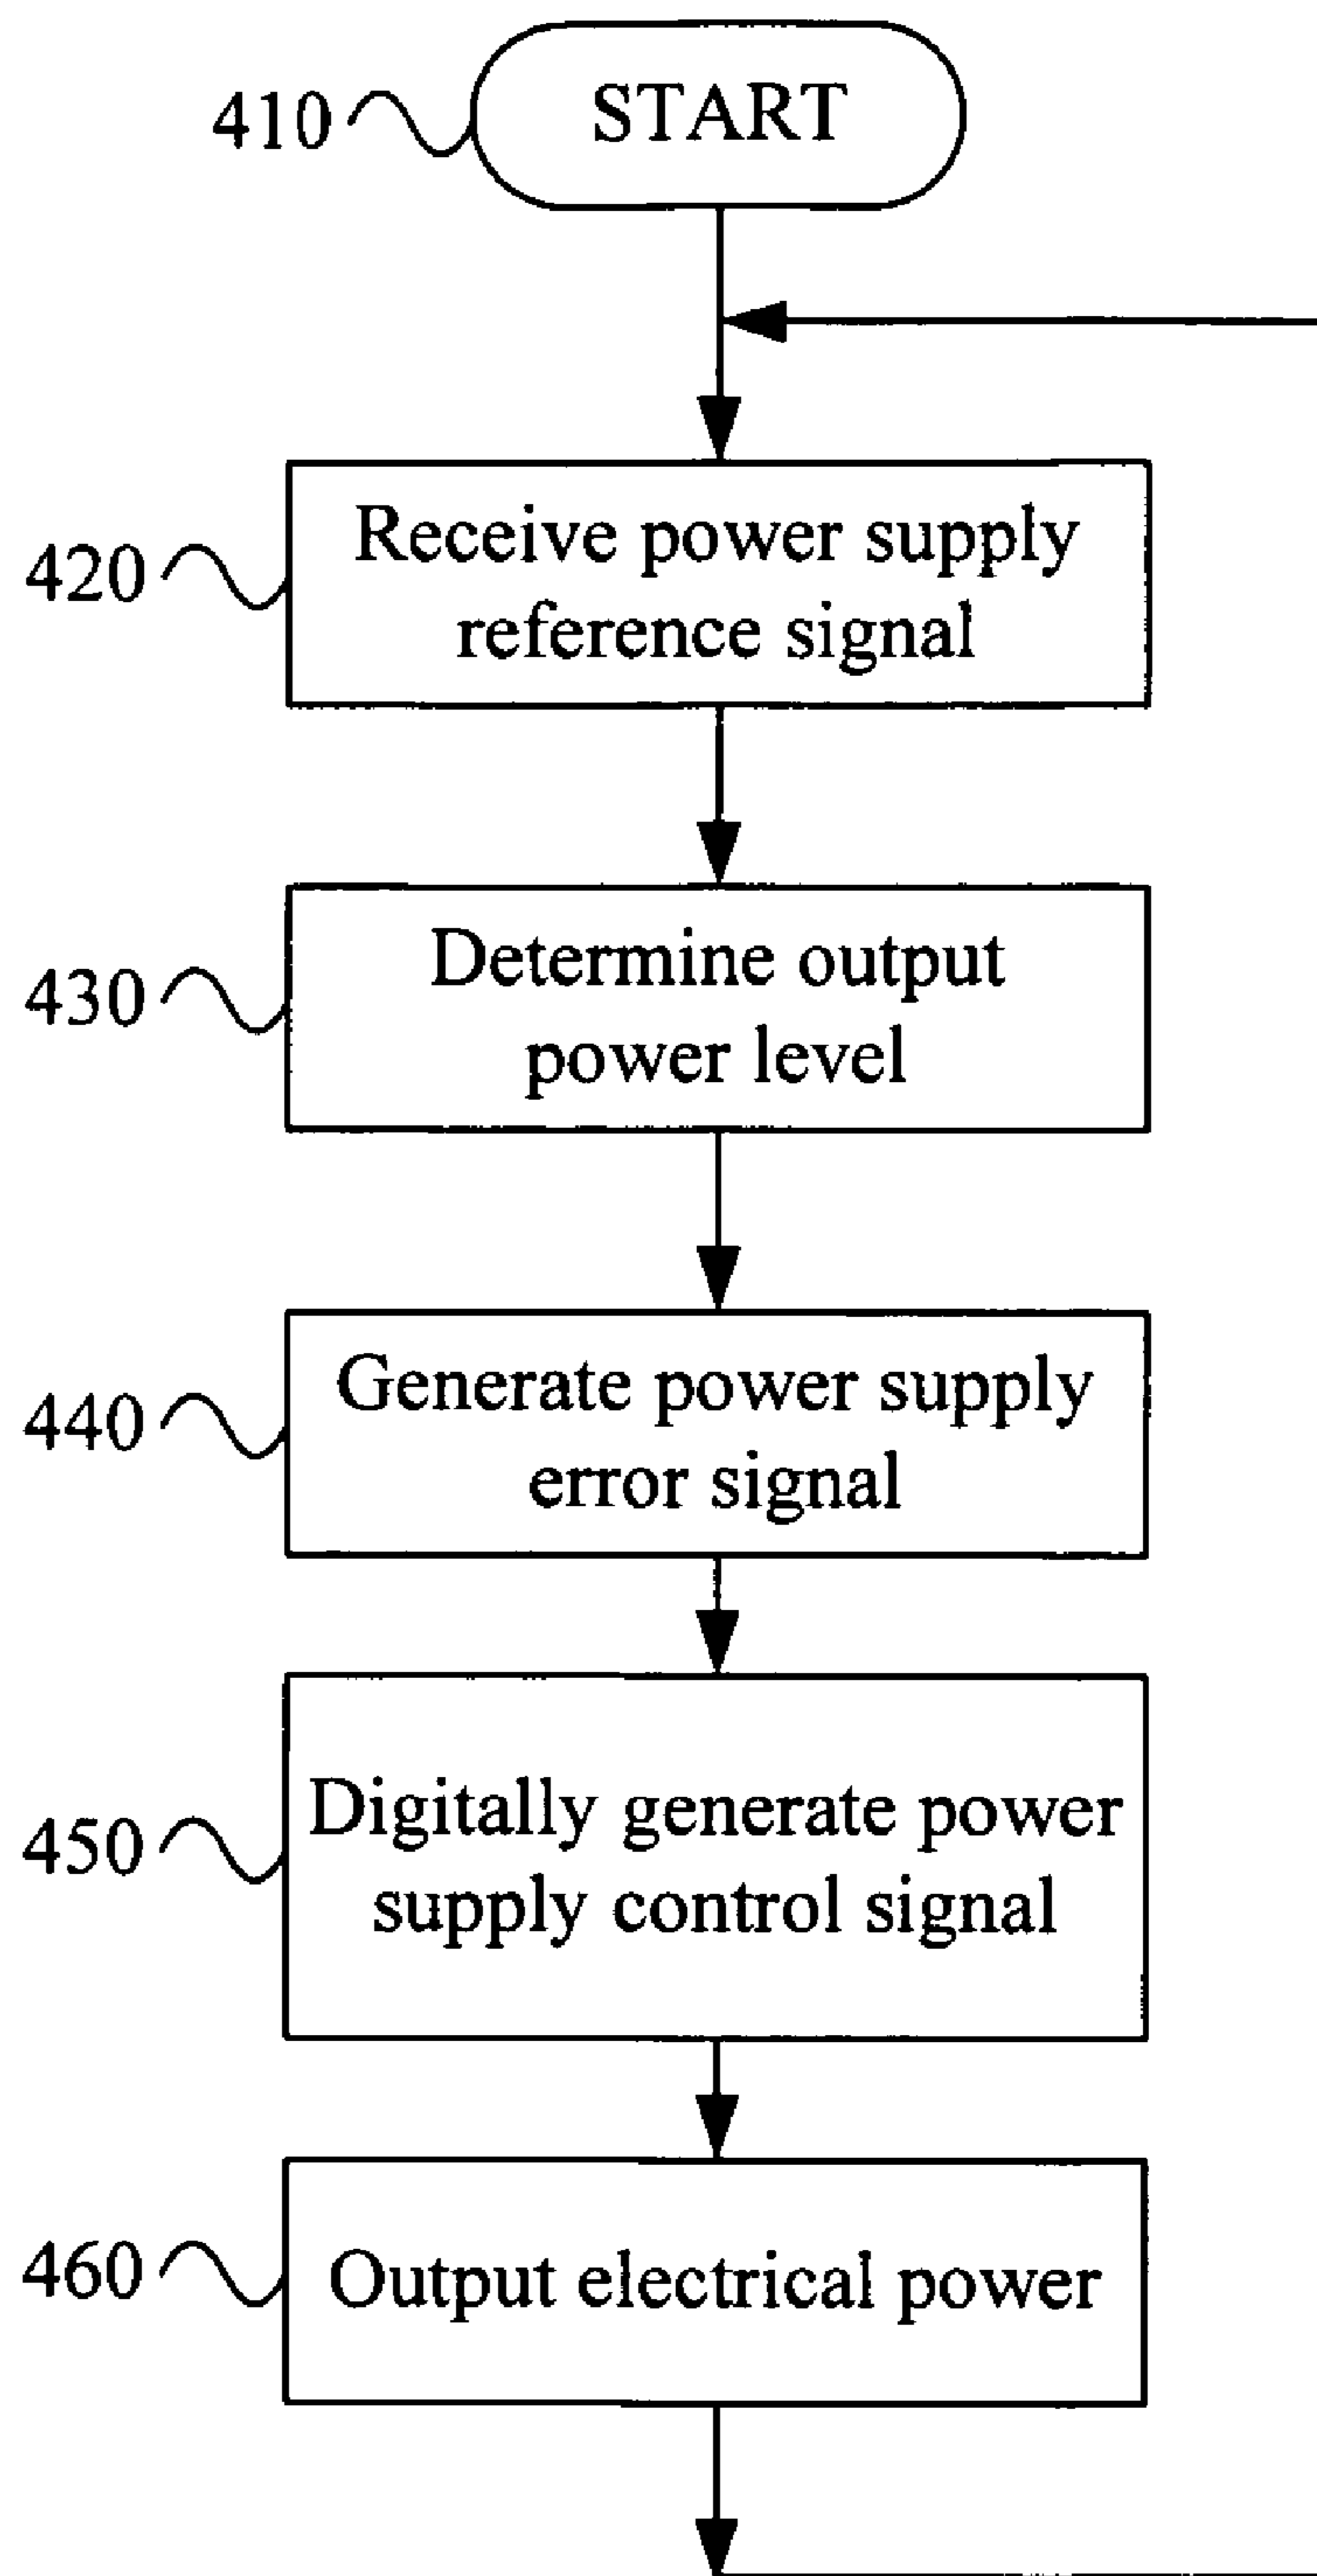 410
START
420
Receive power supply
reference signal
430
Determine output
power level
440
Generate power supply
error signal
450
Digitally generate power
supply control signal
460
Output electrical power